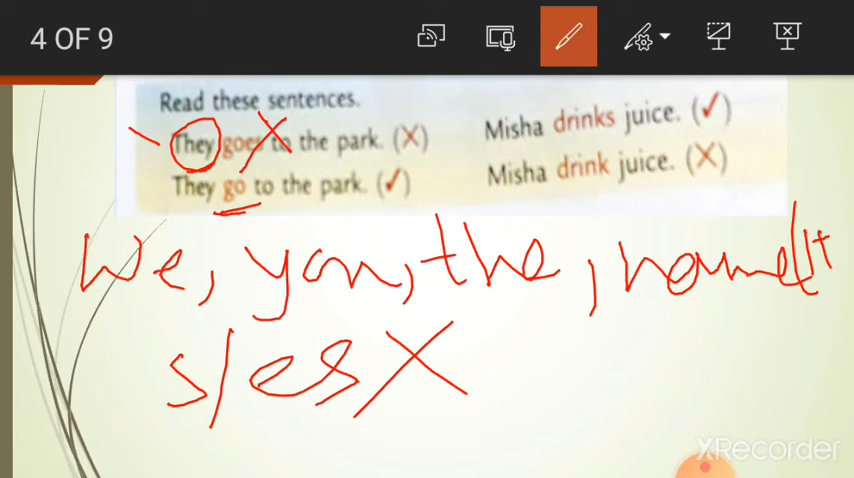 4 OF 9
Read these sentences.
They goes to the park. (X)
They go to the park. (✓)
Misha drinks juice. (✓)
Misha drink juice. (X)
We, you, the, name
s/es X
XRecorder